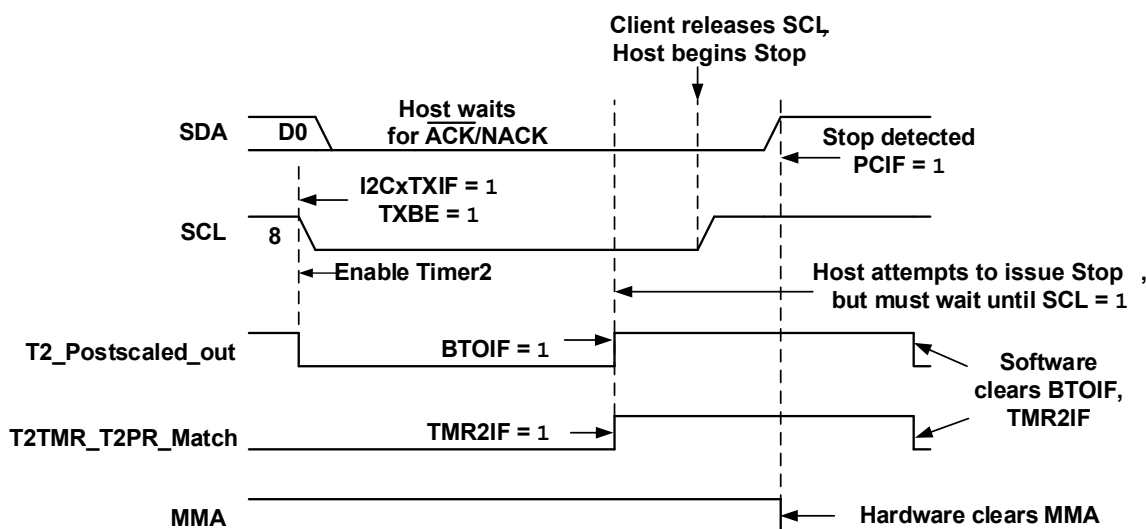 Client releases SCL,
Host begins Stop
SDA
D0
Host waits
for ACK/NACK
Stop detected
PCIF = 1
I2CxTXIF = 1
TXBE = 1
SCL
8
Enable Timer2
Host attempts to issue Stop ,
but must wait until SCL = 1
T2_Postscaled_out
BTOIF = 1
Software
clears BTOIF,
TMR2IF
T2TMR_T2PR_Match
TMR2IF = 1
MMA
Hardware clears MMA